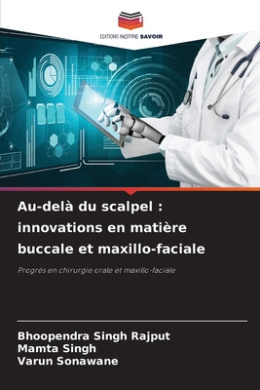 EDITIONS NOTRE SAVOIR
Au-delà du scalpel :
innovations en matière
buccale et maxillo-faciale
Progrès en chirurgie orale et maxillo-faciale
Bhoopendra Singh Rajput
Mamta Singh
Varun Sonawane